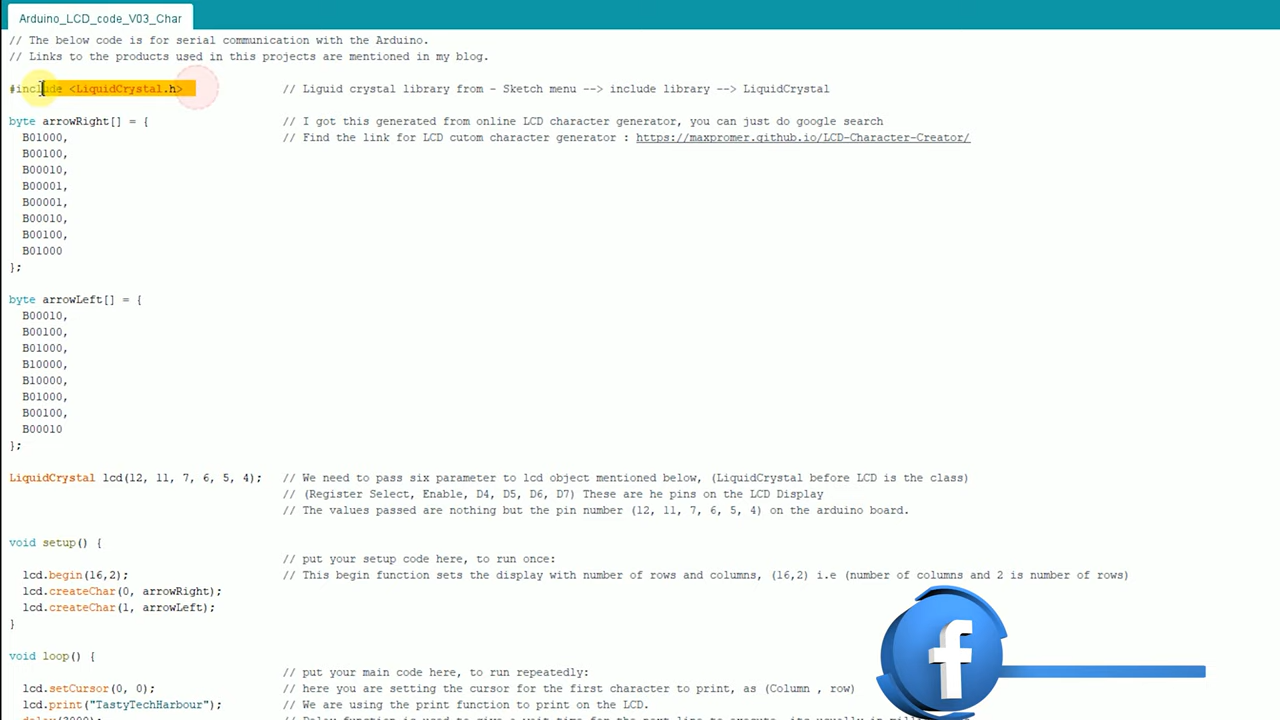 Arduino_LCD_code_V03_Char
// The below code is for serial communication with the Arduino.
// Links to the products used in this projects are mentioned in my blog.
#include <LiquidCrystal.h> // Liguid crystal library from - Sketch menu --> include library --> LiquidCrystal
byte arrowRight[] = { // I got this generated from online LCD character generator, you can just do google search
B01000, // Find the link for LCD cutom character generator : https://maxpromer.github.io/LCD-Character-Creator/
B00100,
B00010,
B00001,
B00001,
B00010,
B00100,
B01000
};
byte arrowLeft[] = {
B00010,
B00100,
B01000,
B10000,
B10000,
B01000,
B00100,
B00010
};
LiquidCrystal lcd(12, 11, 7, 6, 5, 4); // We need to pass six parameter to lcd object mentioned below, (LiquidCrystal before LCD is the class)
// (Register Select, Enable, D4, D5, D6, D7) These are he pins on the LCD Display
// The values passed are nothing but the pin number (12, 11, 7, 6, 5, 4) on the arduino board.
void setup() {
// put your setup code here, to run once:
lcd.begin(16,2); // This begin function sets the display with number of rows and columns, (16,2) i.e (number of columns and 2 is number of rows)
lcd.createChar(0, arrowRight);
lcd.createChar(1, arrowLeft);
}
void loop() {
// put your main code here, to run repeatedly:
lcd.setCursor(0, 0); // here you are setting the cursor for the first character to print, as (Column , row)
lcd.print("TastyTechHarbour"); // We are using the print function to print on the LCD.